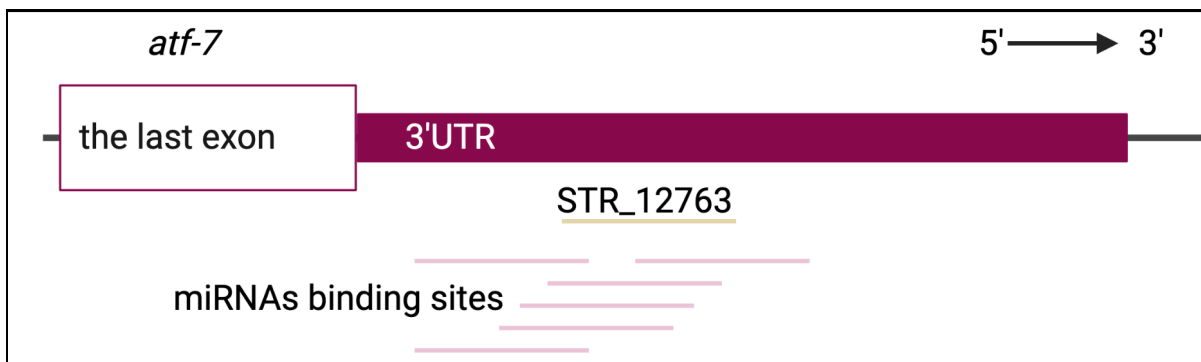 atf-7
5' 3'
the last exon
3'UTR
STR_12763
miRNAs binding sites